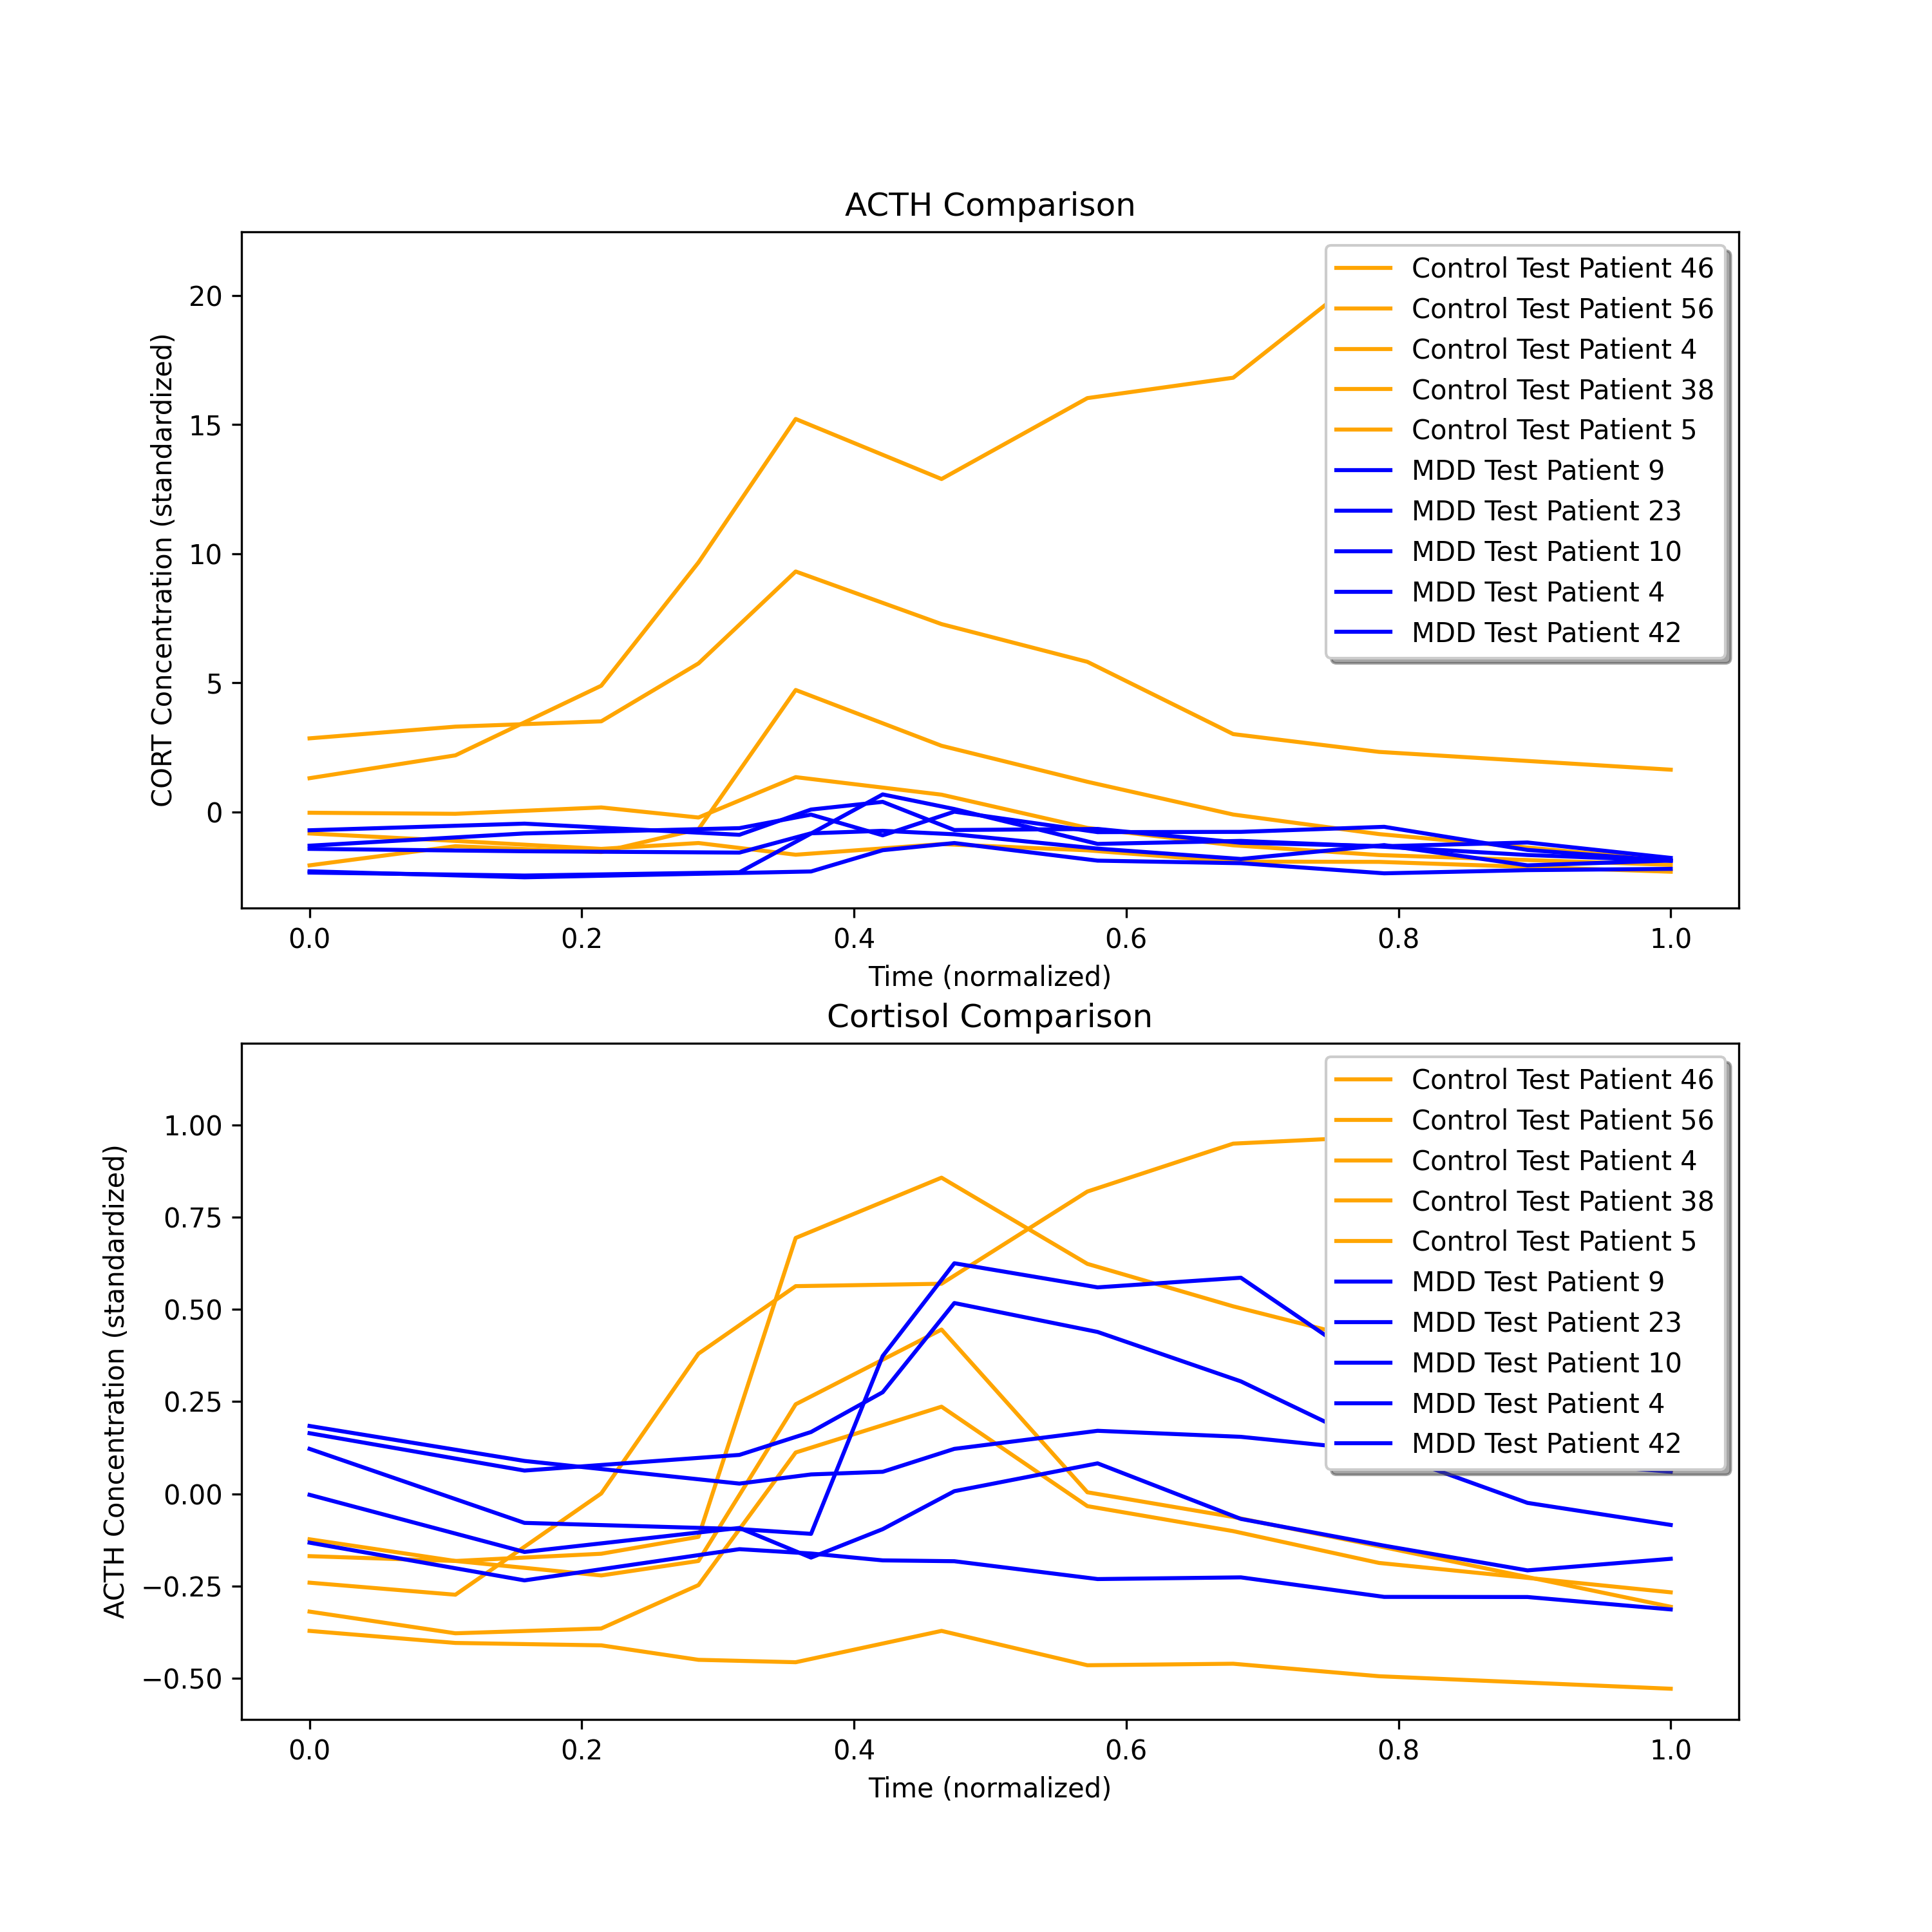 ACTH Comparison
CORT Concentration (standardized)
20
15
10
5
0
Control Test Patient 46
Control Test Patient 56
Control Test Patient 4
Control Test Patient 38
Control Test Patient 5
MDD Test Patient 9
MDD Test Patient 23
MDD Test Patient 10
MDD Test Patient 4
MDD Test Patient 42
0.0 0.2 0.4 0.6 0.8 1.0
Time (normalized)
Cortisol Comparison
ACTH Concentration (standardized)
1.00
0.75
0.50
0.25
0.00
−0.25
−0.50
Control Test Patient 46
Control Test Patient 56
Control Test Patient 4
Control Test Patient 38
Control Test Patient 5
MDD Test Patient 9
MDD Test Patient 23
MDD Test Patient 10
MDD Test Patient 4
MDD Test Patient 42
0.0 0.2 0.4 0.6 0.8 1.0
Time (normalized)